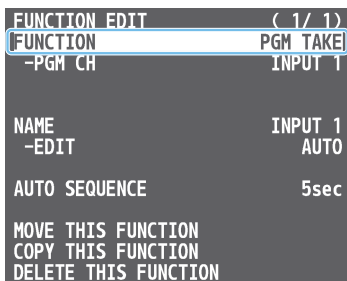 FUNCTION EDIT ( 1/ 1)
FUNCTION PGM TAKE
-PGM CH INPUT 1
NAME INPUT 1
-EDIT AUTO
AUTO SEQUENCE 5sec
MOVE THIS FUNCTION
COPY THIS FUNCTION
DELETE THIS FUNCTION